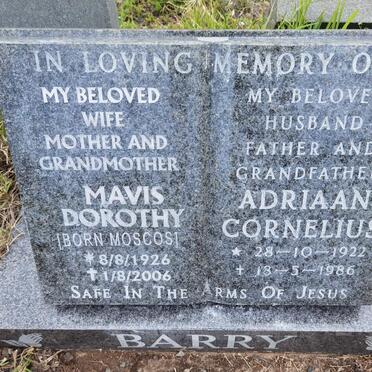 IN LOVING MEMORY O
MY BELOVED
WIFE
MOTHER AND
GRANDMOTHER
MAVIS
DOROTHY
[BORN MOSCOS]
* 8/8/1926
✝ 1/8/2006
MY BELOVE
HUSBAND
FATHER AND
GRANDFATHE
ADRIAAN
CORNELIUS
* 28-10-1922
✝ 13-5-1986
SAFE IN THE ARMS OF JESUS
BARRY